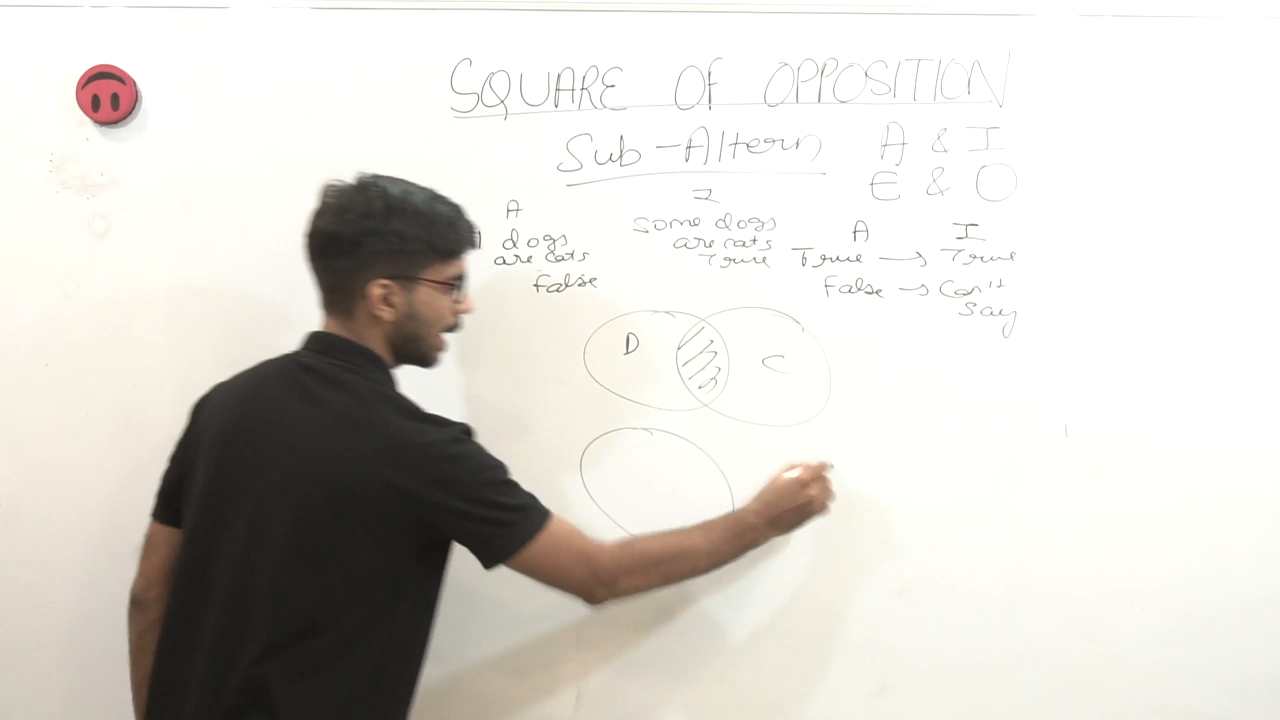 SQUARE OF OPPOSITION
Sub-Altern
A & I
E & O
A
dogs
are cats
False
I
Some dogs
are cats
True
A I
True → True
False → Can't
Say
D C